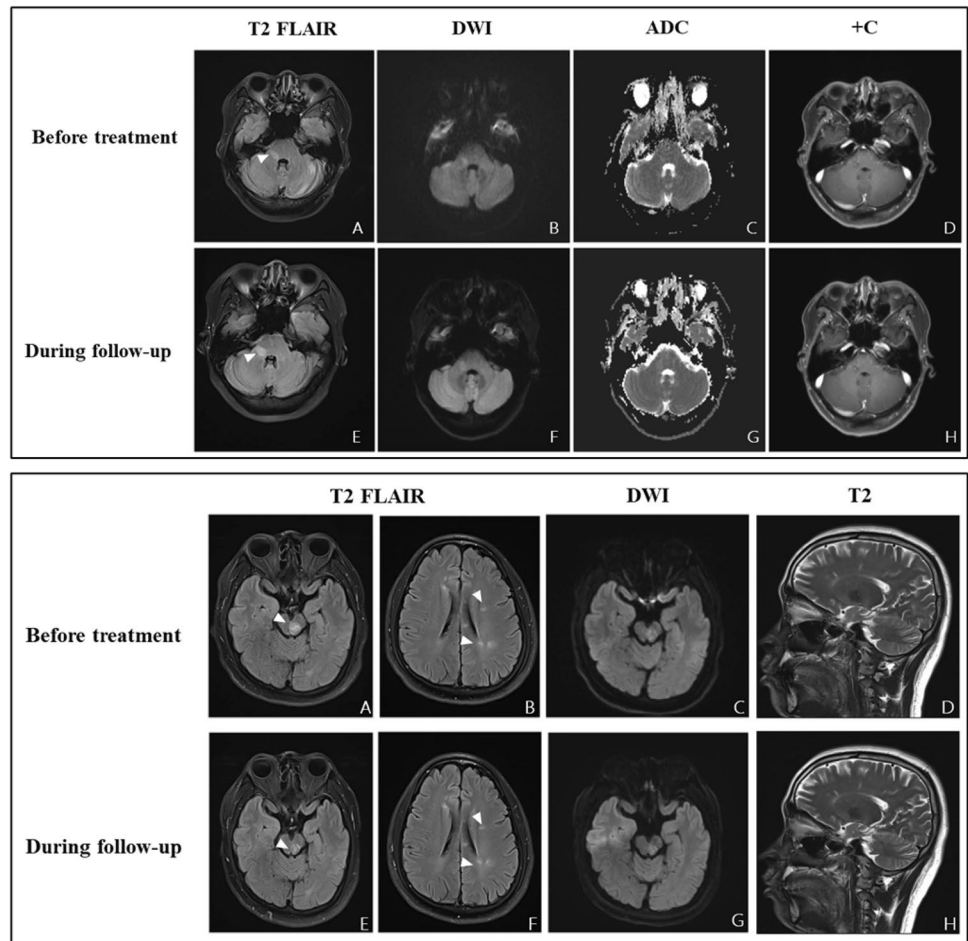 T2 FLAIR DWI ADC +C
Before treatment
A B C D
During follow-up
E F G H
T2 FLAIR DWI T2
Before treatment
A B C D
During follow-up
E F G H